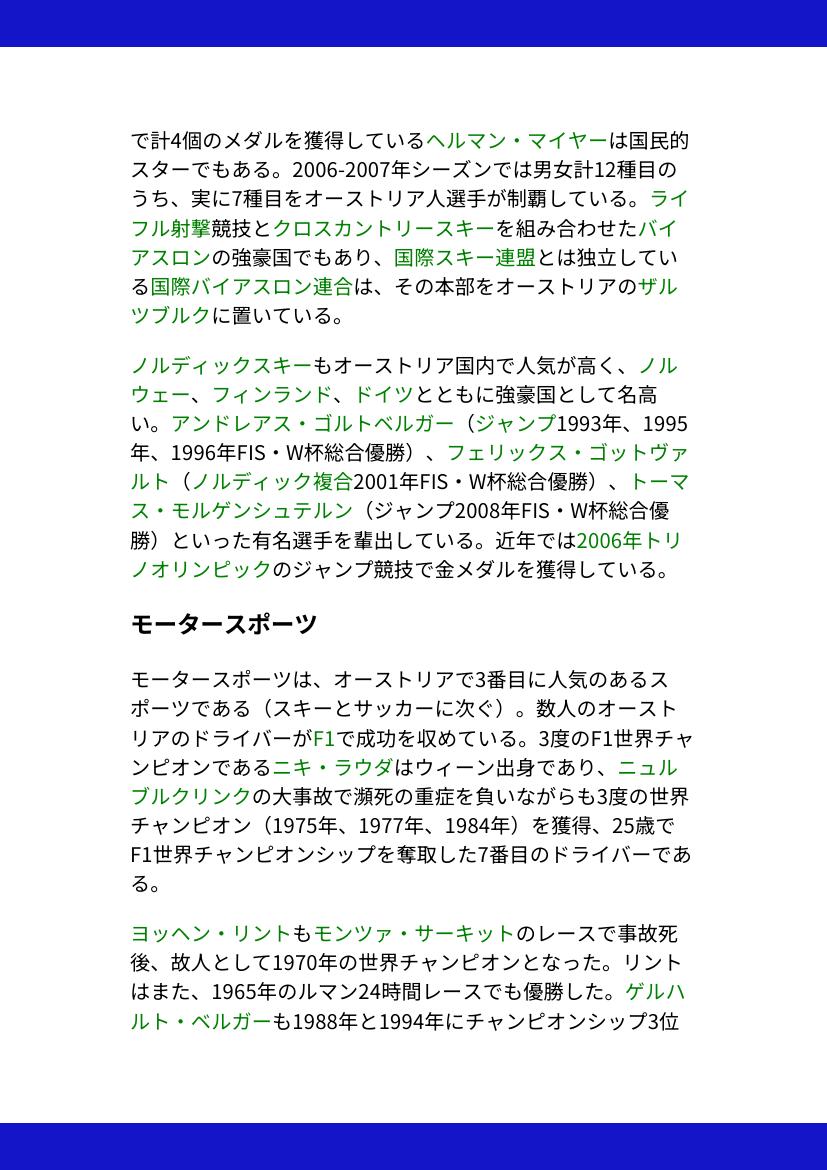 で計4個のメダルを獲得しているヘルマン・マイヤーは国民的
スターでもある。2006-2007年シーズンでは男女計12種目の
うち、実に7種目をオーストリア人選手が制覇している。ライ
フル射撃競技とクロスカントリースキーを組み合わせたバイ
アスロンの強豪国でもあり、国際スキー連盟とは独立してい
る国際バイアスロン連合は、その本部をオーストリアのザル
ツブルクに置いている。
ノルディックスキーもオーストリア国内で人気が高く、ノル
ウェー、フィンランド、ドイツとともに強豪国として名高
い。アンドレアス・ゴルトベルガー（ジャンプ1993年、1995
年、1996年FIS・W杯総合優勝）、フェリックス・ゴットヴァ
ルト（ノルディック複合2001年FIS・W杯総合優勝）、トーマ
ス・モルゲンシュテルン（ジャンプ2008年FIS・W杯総合優
勝）といった有名選手を輩出している。近年では2006年トリ
ノオリンピックのジャンプ競技で金メダルを獲得している。
モータースポーツ
モータースポーツは、オーストリアで3番目に人気のあるス
ポーツである（スキーとサッカーに次ぐ）。数人のオースト
リアのドライバーがF1で成功を収めている。3度のF1世界チャ
ンピオンであるニキ・ラウダはウィーン出身であり、ニュル
ブルクリンクの大事故で瀕死の重症を負いながらも3度の世界
チャンピオン（1975年、1977年、1984年）を獲得、25歳で
F1世界チャンピオンシップを奪取した7番目のドライバーであ
る。
ヨッヘン・リントもモンツァ・サーキットのレースで事故死
後、故人として1970年の世界チャンピオンとなった。リント
はまた、1965年のルマン24時間レースでも優勝した。ゲルハ
ルト・ベルガーも1988年と1994年にチャンピオンシップ3位